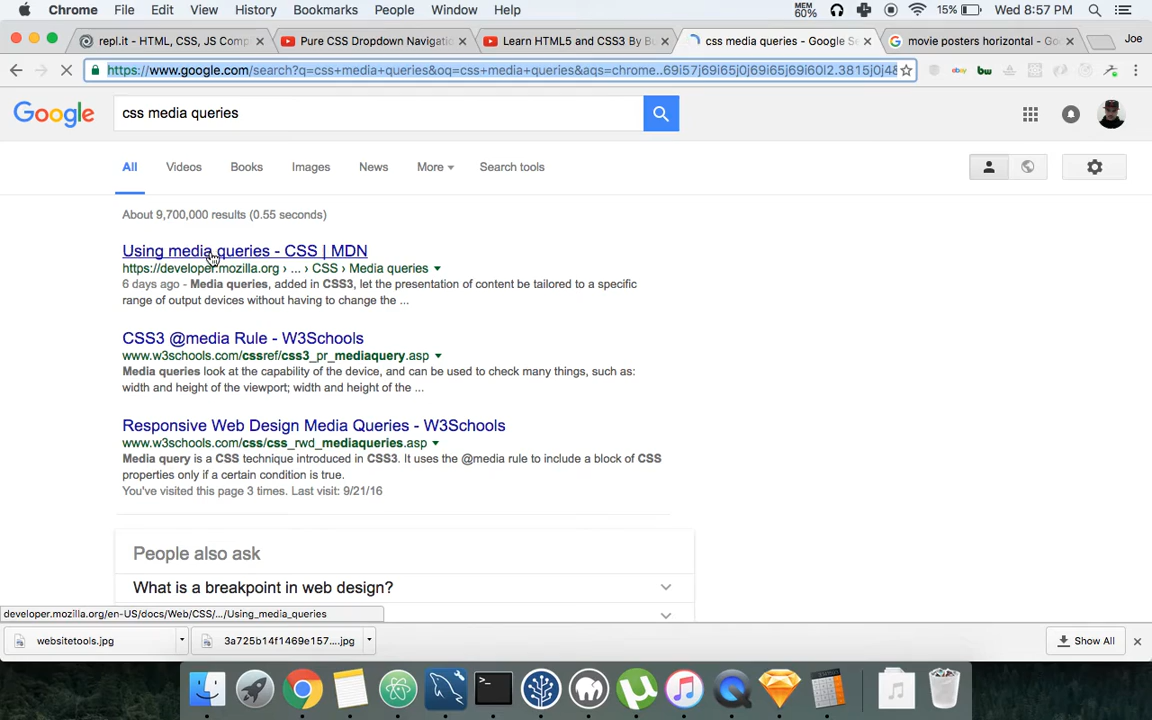 Chrome File Edit View History Bookmarks People Window Help MEM 60% 15% Wed 8:57 PM
repl.it - HTML, CSS, JS Comp Pure CSS Dropdown Navigatio Learn HTML5 and CSS3 By Bu css media queries - Google Se movie posters horizontal - Go Joe
https://www.google.com/search?q=css+media+queries&oq=css+media+queries&aqs=chrome..69i57j69i65j0j69i65j69i60l2.3815j0j4& ebay bw
Google css media queries
All Videos Books Images News More Search tools
About 9,700,000 results (0.55 seconds)
Using media queries - CSS | MDN
https://developer.mozilla.org › ... › CSS › Media queries
6 days ago - Media queries, added in CSS3, let the presentation of content be tailored to a specific
range of output devices without having to change the ...
CSS3 @media Rule - W3Schools
www.w3schools.com/cssref/css3_pr_mediaquery.asp
Media queries look at the capability of the device, and can be used to check many things, such as:
width and height of the viewport; width and height of the ...
Responsive Web Design Media Queries - W3Schools
www.w3schools.com/css/css_rwd_mediaqueries.asp
Media query is a CSS technique introduced in CSS3. It uses the @media rule to include a block of CSS
properties only if a certain condition is true.
You've visited this page 3 times. Last visit: 9/21/16
People also ask
What is a breakpoint in web design?
developer.mozilla.org/en-US/docs/Web/CSS/.../Using_media_queries
websitetools.jpg 3a725b14f1469e157....jpg Show All